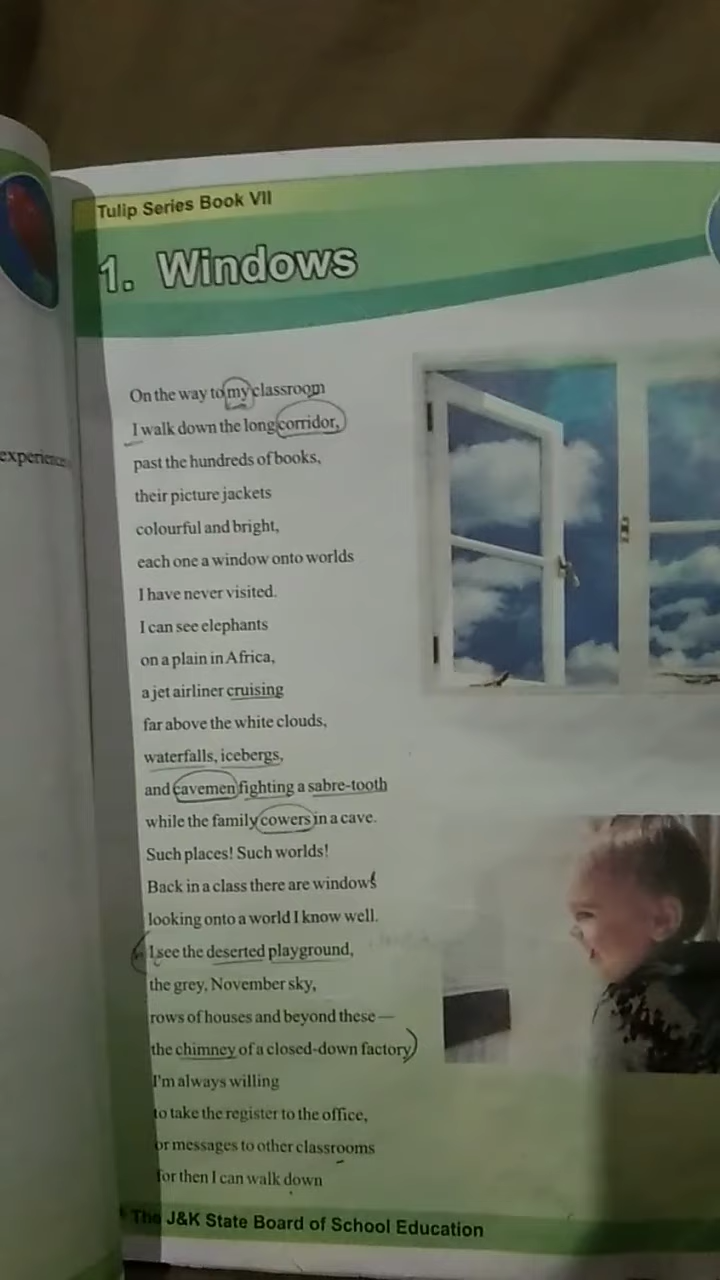 Tulip Series Book VII
1. Windows
experience
On the way to my classroom
I walk down the long corridor,
past the hundreds of books,
their picture jackets
colourful and bright,
each one a window onto worlds
I have never visited.
I can see elephants
on a plain in Africa,
a jet airliner cruising
far above the white clouds,
waterfalls, icebergs,
and cavemen fighting a sabre-tooth
while the family cowers in a cave.
Such places! Such worlds!
Back in a class there are windows
looking onto a world I know well.
I see the deserted playground,
the grey, November sky,
rows of houses and beyond these—
the chimney of a closed-down factory
I'm always willing
to take the register to the office,
or messages to other classrooms
for then I can walk down
The J&K State Board of School Education